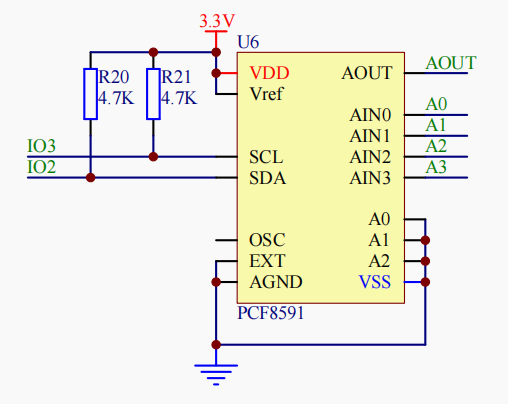 3.3V
U6
R20
4.7K
R21
4.7K
VDD
Vref
AOUT
AOUT
AIN0
A0
AIN1
A1
AIN2
A2
AIN3
A3
IO3
IO2
SCL
SDA
A0
OSC
A1
EXT
A2
AGND
VSS
PCF8591